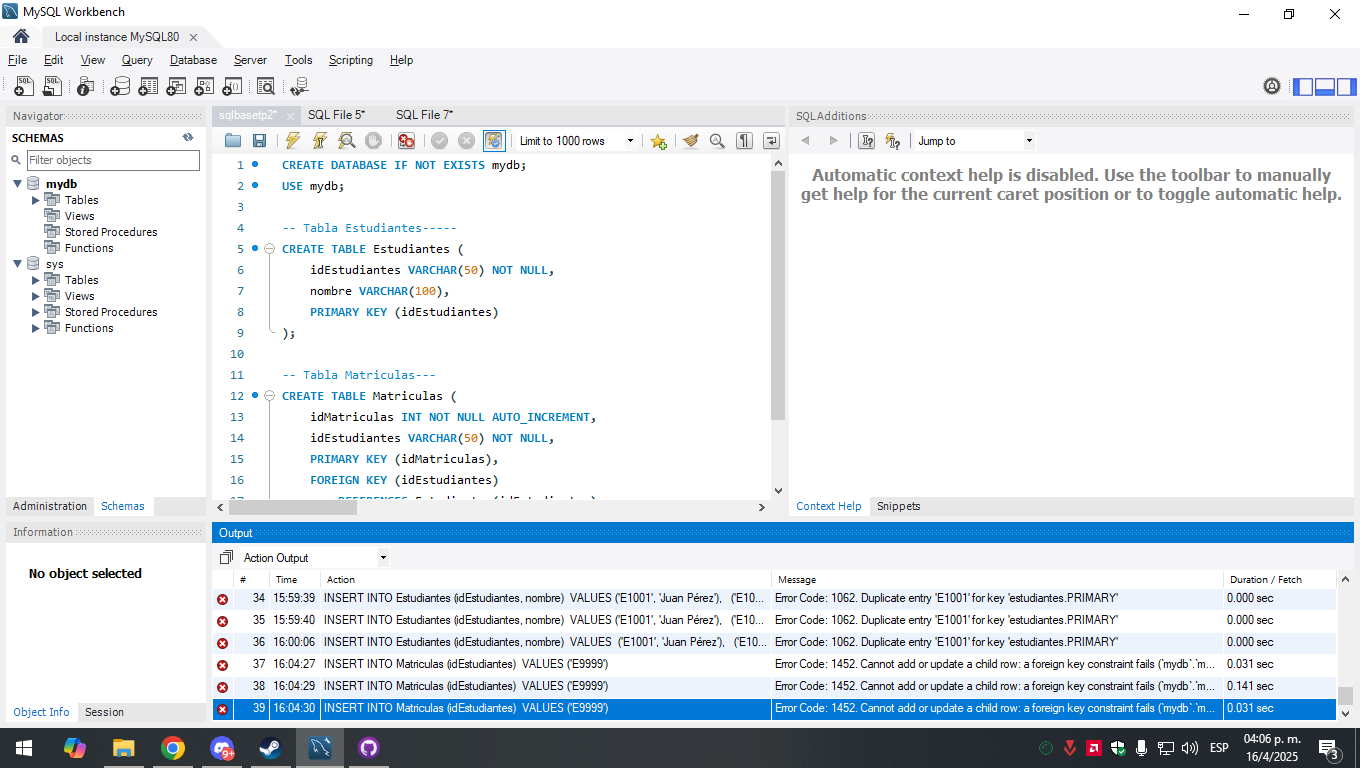 MySQL Workbench
Local instance MySQL80
File Edit View Query Database Server Tools Scripting Help
Navigator
SCHEMAS
Filter objects
mydb
Tables
Views
Stored Procedures
Functions
sys
Tables
Views
Stored Procedures
Functions
Administration Schemas
Information
No object selected
Object Info Session
sqlbasetp2* SQL File 5* SQL File 7*
Limit to 1000 rows
1 CREATE DATABASE IF NOT EXISTS mydb;
2 USE mydb;
3
4 -- Tabla Estudiantes-----
5 CREATE TABLE Estudiantes (
6 idEstudiantes VARCHAR(50) NOT NULL,
7 nombre VARCHAR(100),
8 PRIMARY KEY (idEstudiantes)
9 );
10
11 -- Tabla Matriculas---
12 CREATE TABLE Matriculas (
13 idMatriculas INT NOT NULL AUTO_INCREMENT,
14 idEstudiantes VARCHAR(50) NOT NULL,
15 PRIMARY KEY (idMatriculas),
16 FOREIGN KEY (idEstudiantes)
SQLAdditions
Jump to
Automatic context help is disabled. Use the toolbar to manually
get help for the current caret position or to toggle automatic help.
Context Help Snippets
Output
Action Output
# Time Action Message Duration / Fetch
34 15:59:39 INSERT INTO Estudiantes (idEstudiantes, nombre) VALUES ('E1001', 'Juan Pérez'), ('E10... Error Code: 1062. Duplicate entry 'E1001' for key 'estudiantes.PRIMARY' 0.000 sec
35 15:59:40 INSERT INTO Estudiantes (idEstudiantes, nombre) VALUES ('E1001', 'Juan Pérez'), ('E10... Error Code: 1062. Duplicate entry 'E1001' for key 'estudiantes.PRIMARY' 0.000 sec
36 16:00:06 INSERT INTO Estudiantes (idEstudiantes, nombre) VALUES ('E1001', 'Juan Pérez'), ('E10... Error Code: 1062. Duplicate entry 'E1001' for key 'estudiantes.PRIMARY' 0.000 sec
37 16:04:27 INSERT INTO Matriculas (idEstudiantes) VALUES ('E9999') Error Code: 1452. Cannot add or update a child row: a foreign key constraint fails (`mydb`.`m... 0.031 sec
38 16:04:29 INSERT INTO Matriculas (idEstudiantes) VALUES ('E9999') Error Code: 1452. Cannot add or update a child row: a foreign key constraint fails (`mydb`.`m... 0.141 sec
39 16:04:30 INSERT INTO Matriculas (idEstudiantes) VALUES ('E9999') Error Code: 1452. Cannot add or update a child row: a foreign key constraint fails (`mydb`.`m... 0.031 sec
9+
ESP
04:06 p. m.
16/4/2025
3